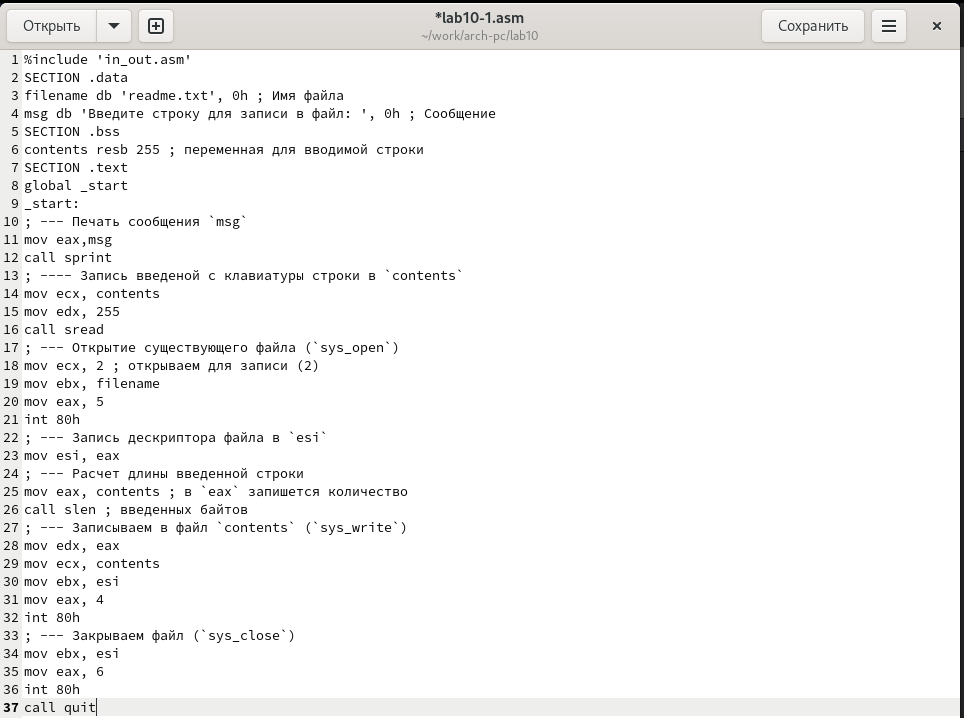 Открыть
*lab10-1.asm
~/work/arch-pc/lab10
Сохранить
1 %include 'in_out.asm'
2 SECTION .data
3 filename db 'readme.txt', 0h ; Имя файла
4 msg db 'Введите строку для записи в файл: ', 0h ; Сообщение
5 SECTION .bss
6 contents resb 255 ; переменная для вводимой строки
7 SECTION .text
8 global _start
9 _start:
10 ; --- Печать сообщения `msg`
11 mov eax,msg
12 call sprint
13 ; ---- Запись введеной с клавиатуры строки в `contents`
14 mov ecx, contents
15 mov edx, 255
16 call sread
17 ; --- Открытие существующего файла (`sys_open`)
18 mov ecx, 2 ; открываем для записи (2)
19 mov ebx, filename
20 mov eax, 5
21 int 80h
22 ; --- Запись дескриптора файла в `esi`
23 mov esi, eax
24 ; --- Расчет длины введенной строки
25 mov eax, contents ; в `eax` запишется количество
26 call slen ; введенных байтов
27 ; --- Записываем в файл `contents` (`sys_write`)
28 mov edx, eax
29 mov ecx, contents
30 mov ebx, esi
31 mov eax, 4
32 int 80h
33 ; --- Закрываем файл (`sys_close`)
34 mov ebx, esi
35 mov eax, 6
36 int 80h
37 call quit